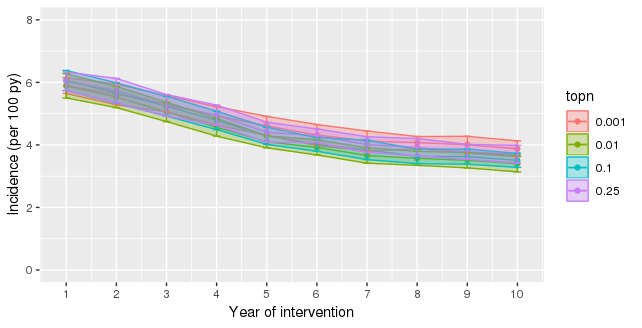 8
6
4
2
0
Incidence (per 100 py)
1 2 3 4 5 6 7 8 9 10
Year of intervention
topn
0.001
0.01
0.1
0.25